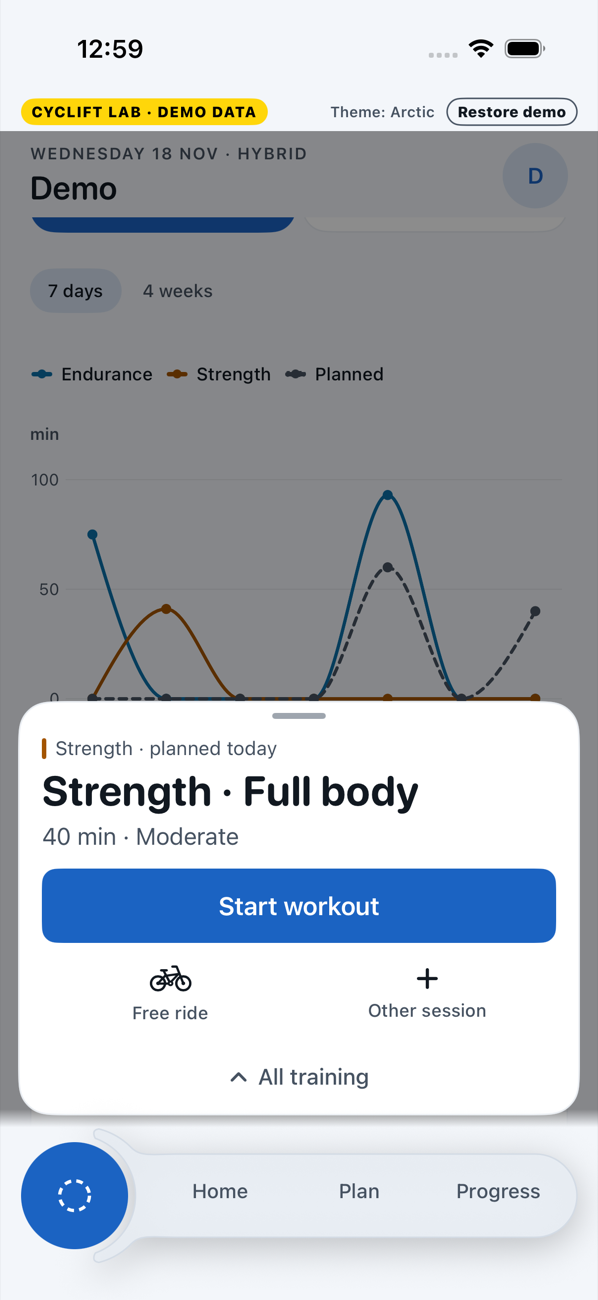 12:59
CYCLIFT LAB · DEMO DATA
Theme: Arctic
Restore demo
WEDNESDAY 18 NOV · HYBRID
Demo
D
7 days
4 weeks
Endurance
Strength
Planned
min
100
50
0
Strength · planned today
Strength · Full body
40 min · Moderate
Start workout
Free ride
Other session
All training
Home
Plan
Progress